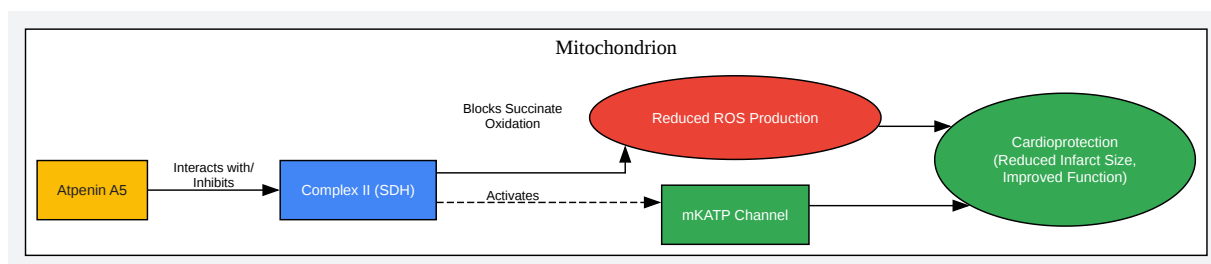 Mitochondrion
Atpenin A5
Interacts with/
Inhibits
Complex II (SDH)
Blocks Succinate
Oxidation
Reduced ROS Production
Activates
mKATP Channel
Cardioprotection
(Reduced Infarct Size,
Improved Function)